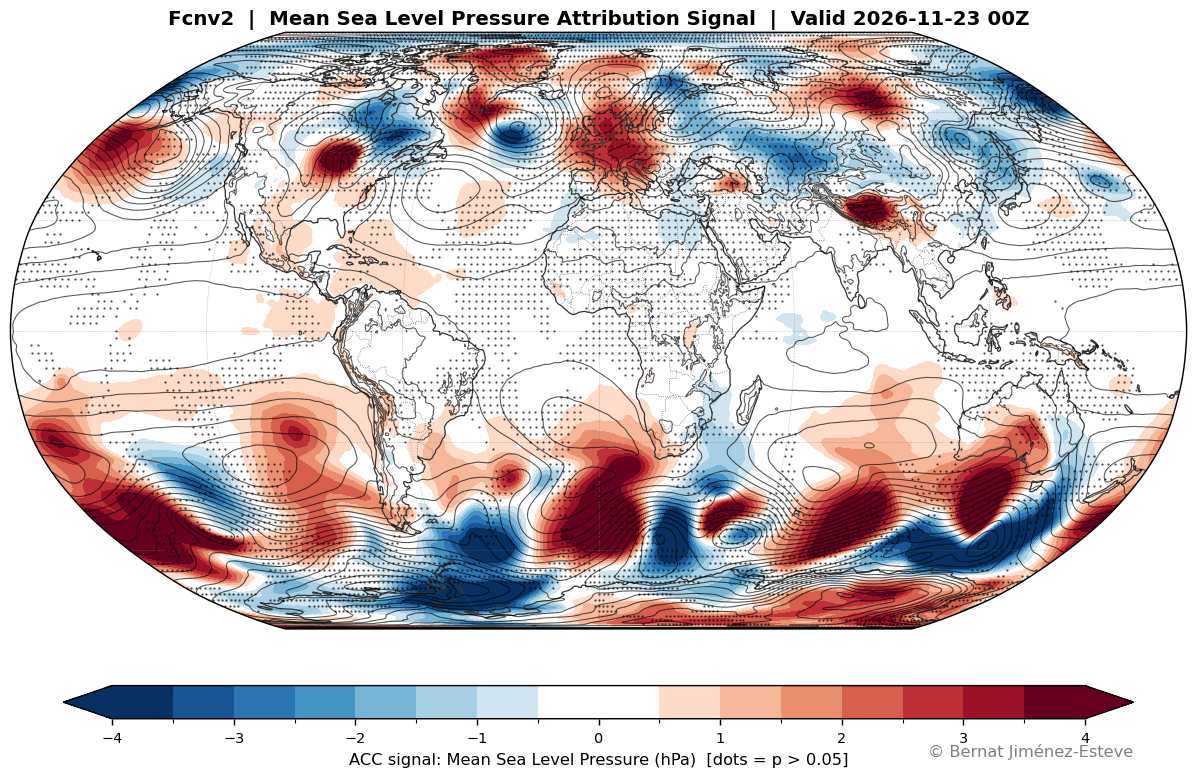 Fcnv2 | Mean Sea Level Pressure Attribution Signal | Valid 2026-11-23 00Z
−4 −3 −2 −1 0 1 2 3 4
ACC signal: Mean Sea Level Pressure (hPa) [dots = p > 0.05]
© Bernat Jiménez-Esteve